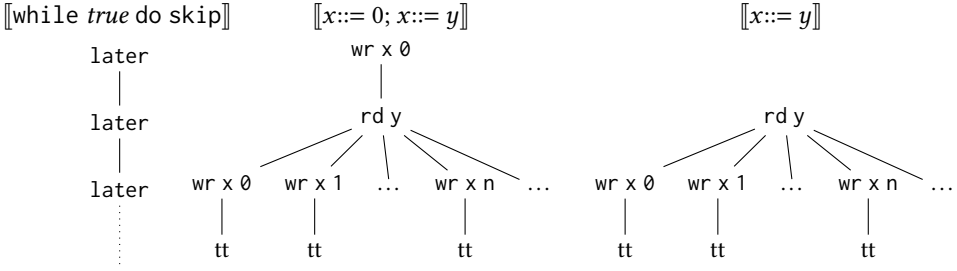 ⟦while true do skip⟧ ⟦x::= 0; x::= y⟧ ⟦x::= y⟧
later wr x 0
later rd y rd y
later wr x 0 wr x 1 ... wr x n ... wr x 0 wr x 1 ... wr x n ...
tt tt tt tt tt tt